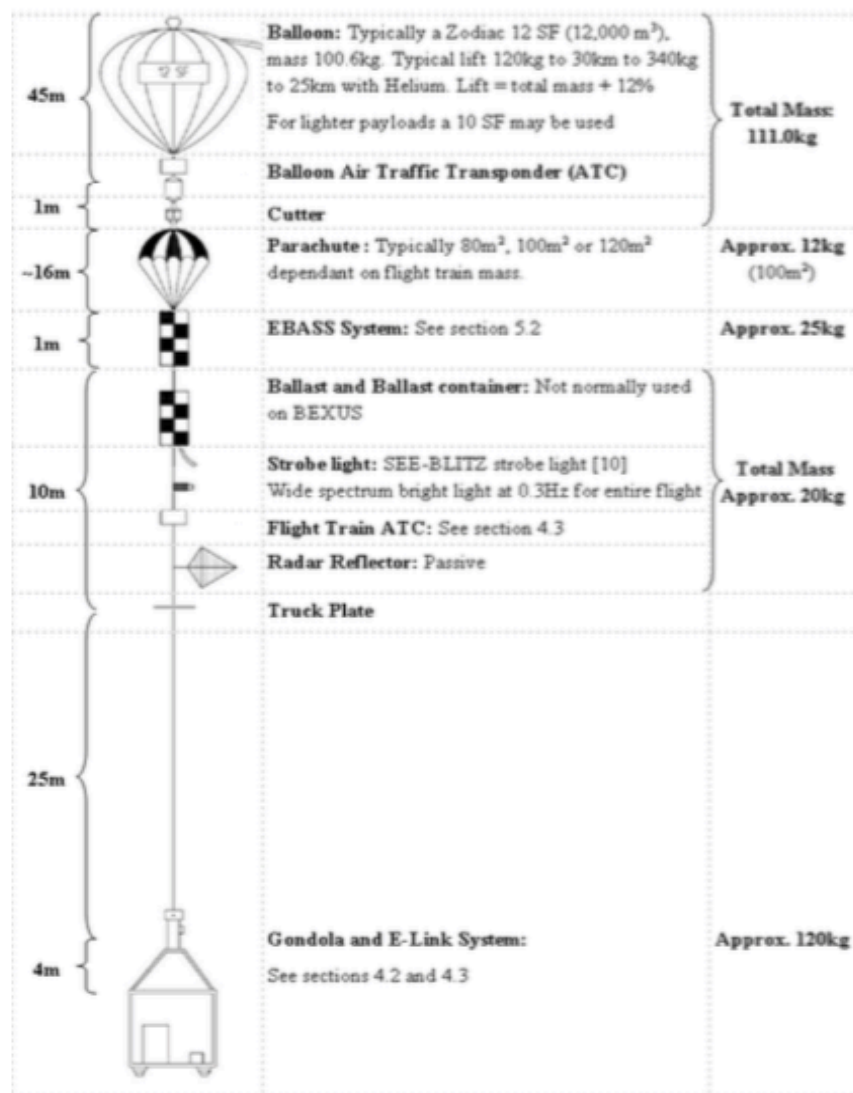 Balloon: Typically a Zodiac 12 SF (12,000 m³),
mass 100.6kg. Typical lift 120kg to 30km to 340kg
to 25km with Helium. Lift = total mass + 12%
For lighter payloads a 10 SF may be used
12 SF
45m
Total Mass:
111.0kg
Balloon Air Traffic Transponder (ATC)
1m
Cutter
Parachute : Typically 80m², 100m² or 120m²
dependant on flight train mass.
~16m
Approx. 12kg
(100m²)
EBASS System: See section 5.2
1m
Approx. 25kg
Ballast and Ballast container: Not normally used
on BEXUS
Strobe light: SEE-BLITZ strobe light [10]
Wide spectrum bright light at 0.3Hz for entire flight
10m
Total Mass
Approx. 20kg
Flight Train ATC: See section 4.3
Radar Reflector: Passive
Truck Plate
25m
Gondola and E-Link System:
See sections 4.2 and 4.3
4m
Approx. 120kg